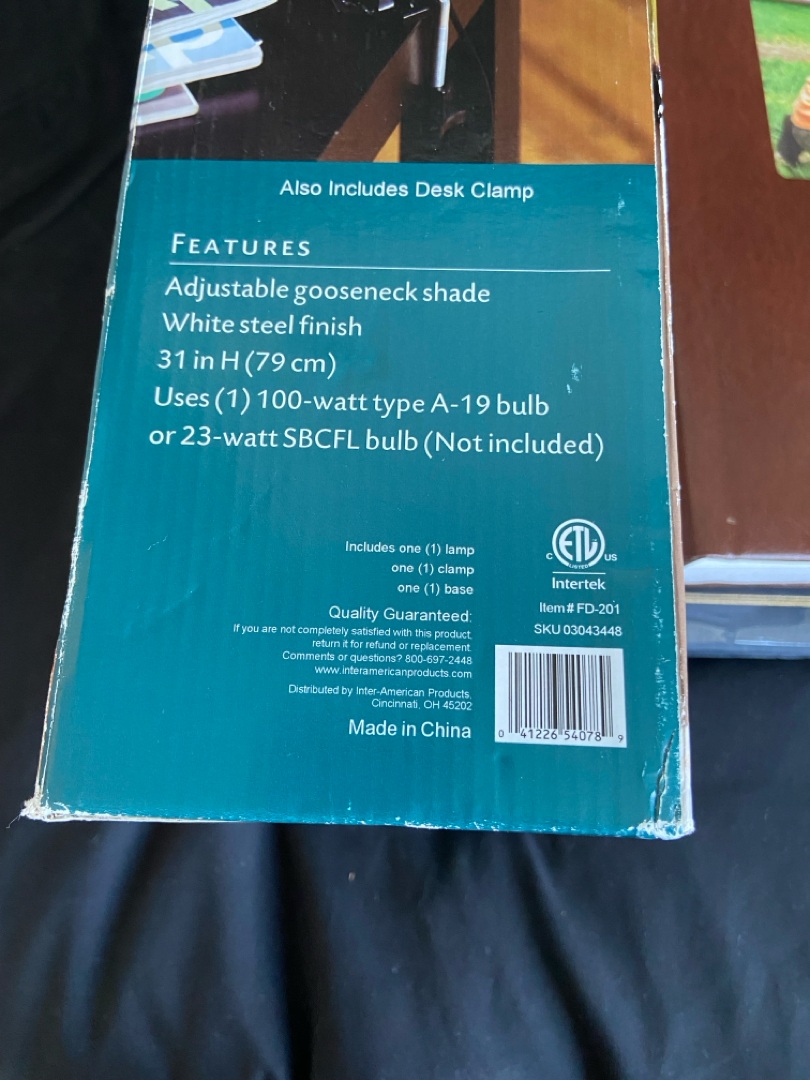 Also Includes Desk Clamp
FEATURES
Adjustable gooseneck shade
White steel finish
31 in H (79 cm)
Uses (1) 100-watt type A-19 bulb
or 23-watt SBCFL bulb (Not included)
Includes one (1) lamp
one (1) clamp
one (1) base
Quality Guaranteed:
If you are not completely satisfied with this product,
return it for refund or replacement.
Comments or questions? 800-697-2448
www.interamericanproducts.com
Distributed by Inter-American Products,
Cincinnati, OH 45202
Made in China
C ETL US
LISTED
Intertek
Item# FD-201
SKU 03043448
0 41226 54078 9